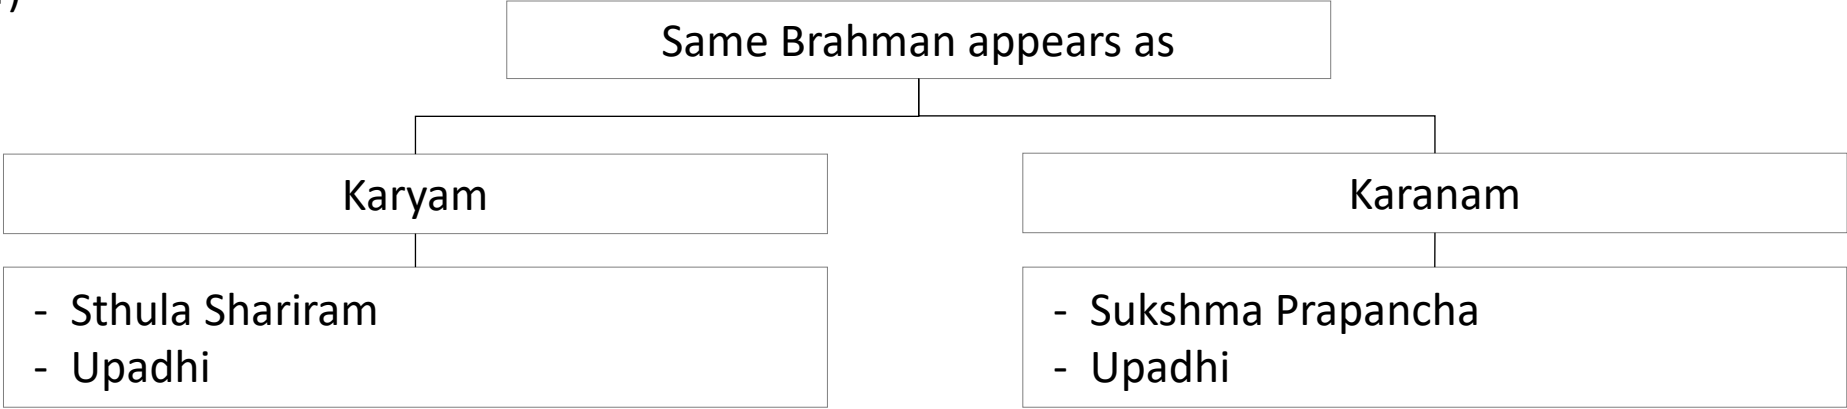 )
Same Brahman appears as
Karyam
Karanam
- Sthula Shariram
- Upadhi
- Sukshma Prapancha
- Upadhi